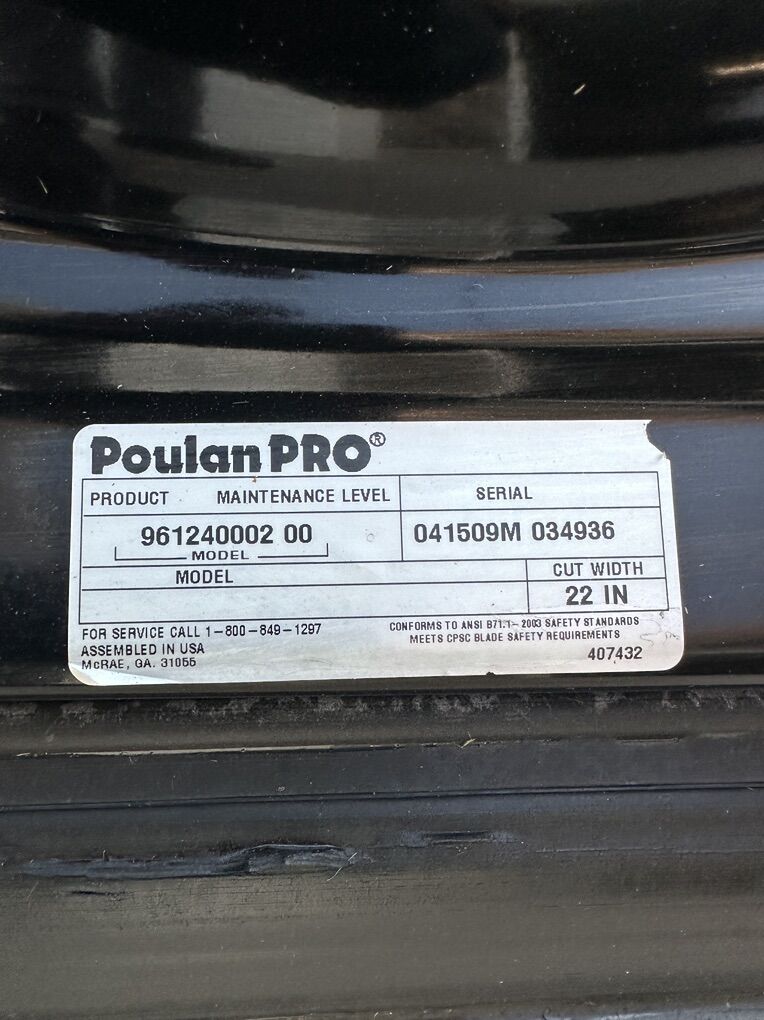 Poulan PRO®
PRODUCT MAINTENANCE LEVEL SERIAL
961240002 00 041509M 034936
MODEL
MODEL CUT WIDTH
22 IN
FOR SERVICE CALL 1-800-849-1297 CONFORMS TO ANSI B71.1- 2003 SAFETY STANDARDS
ASSEMBLED IN USA MEETS CPSC BLADE SAFETY REQUIREMENTS
McRAE, GA. 31055 407432